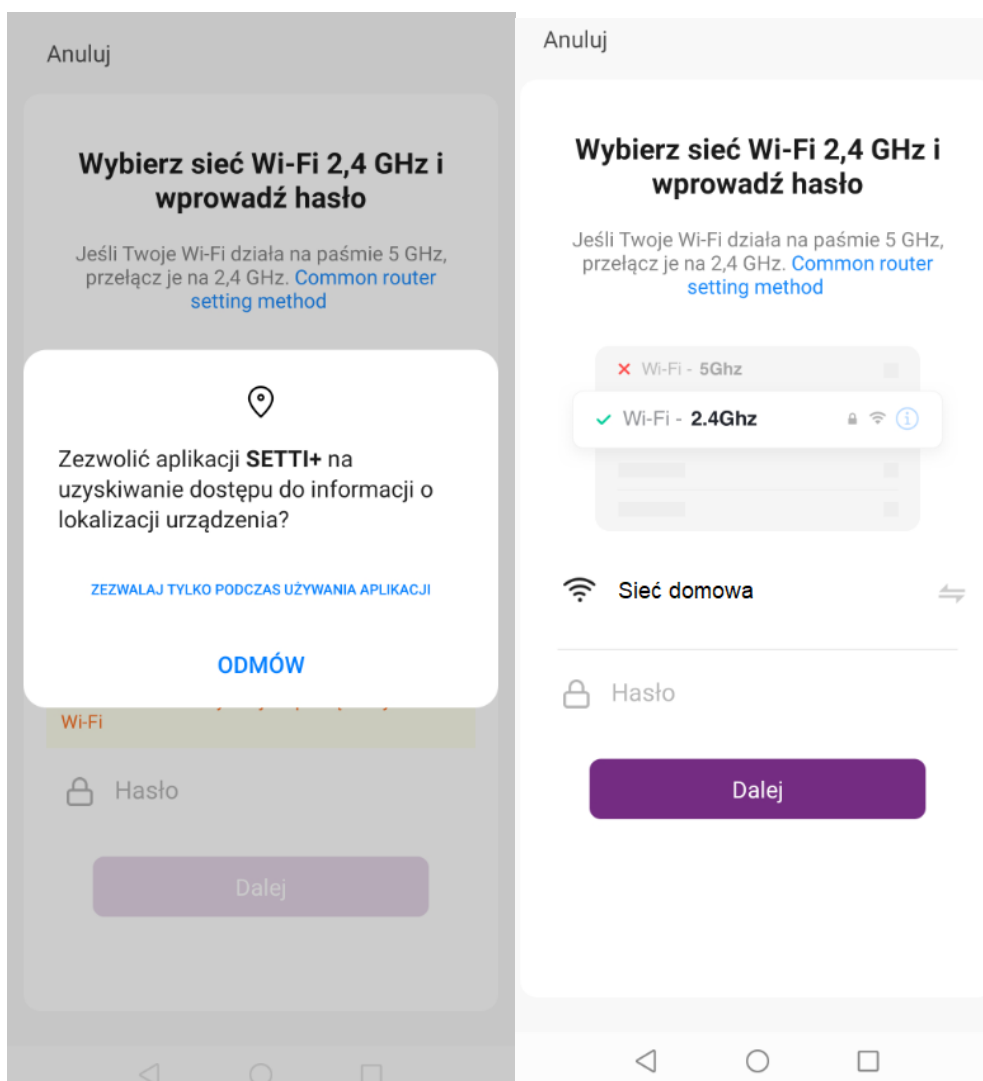 Anuluj
Wybierz sieć Wi-Fi 2,4 GHz i
wprowadź hasło
Jeśli Twoje Wi-Fi działa na paśmie 5 GHz,
przełącz je na 2,4 GHz. Common router
setting method
Zezwolić aplikacji SETTI+ na
uzyskiwanie dostępu do informacji o
lokalizacji urządzenia?
ZEZWALAJ TYLKO PODCZAS UŻYWANIA APLIKACJI
ODMÓW
Wi-Fi
Hasło
Dalej
Anuluj
Wybierz sieć Wi-Fi 2,4 GHz i
wprowadź hasło
Jeśli Twoje Wi-Fi działa na paśmie 5 GHz,
przełącz je na 2,4 GHz. Common router
setting method
Wi-Fi - 5Ghz
Wi-Fi - 2.4Ghz
Sieć domowa
Hasło
Dalej